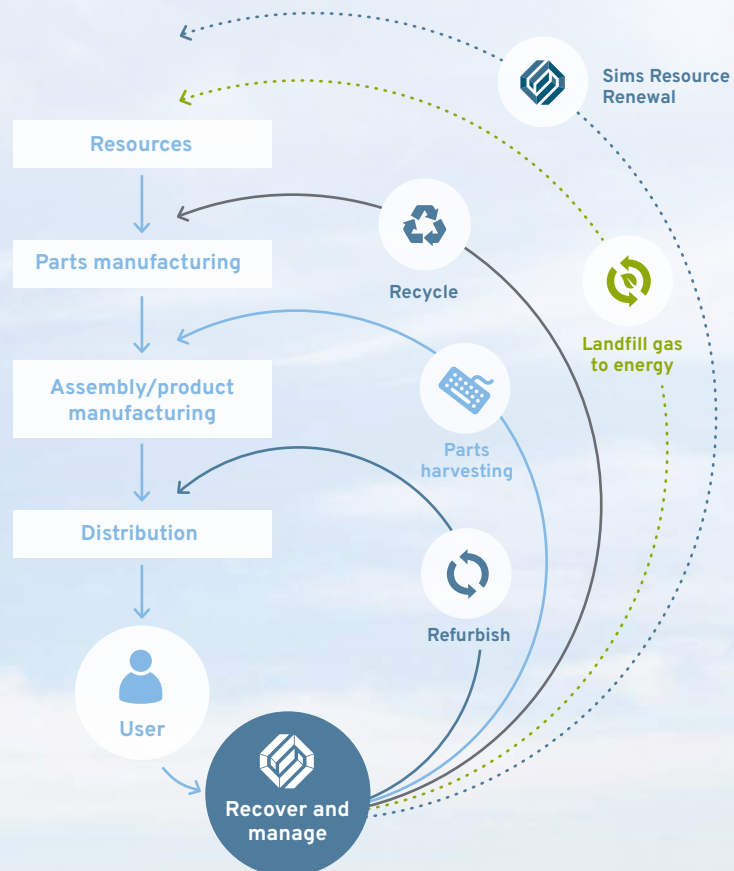 Sims Resource
Renewal
Resources
Parts manufacturing
Recycle
Landfill gas
to energy
Assembly/product
manufacturing
Parts
harvesting
Distribution
Refurbish
User
Recover and
manage